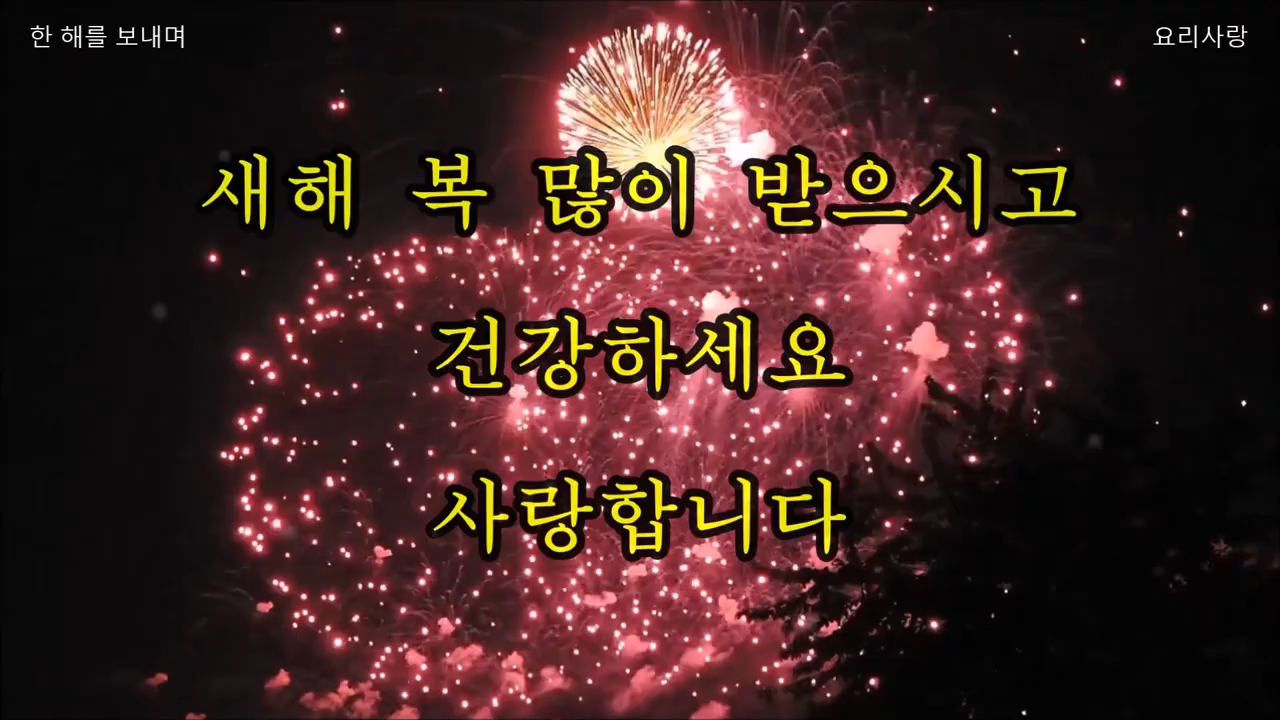 한 해를 보내며
요리사랑
새해 복 많이 받으시고
건강하세요
사랑합니다